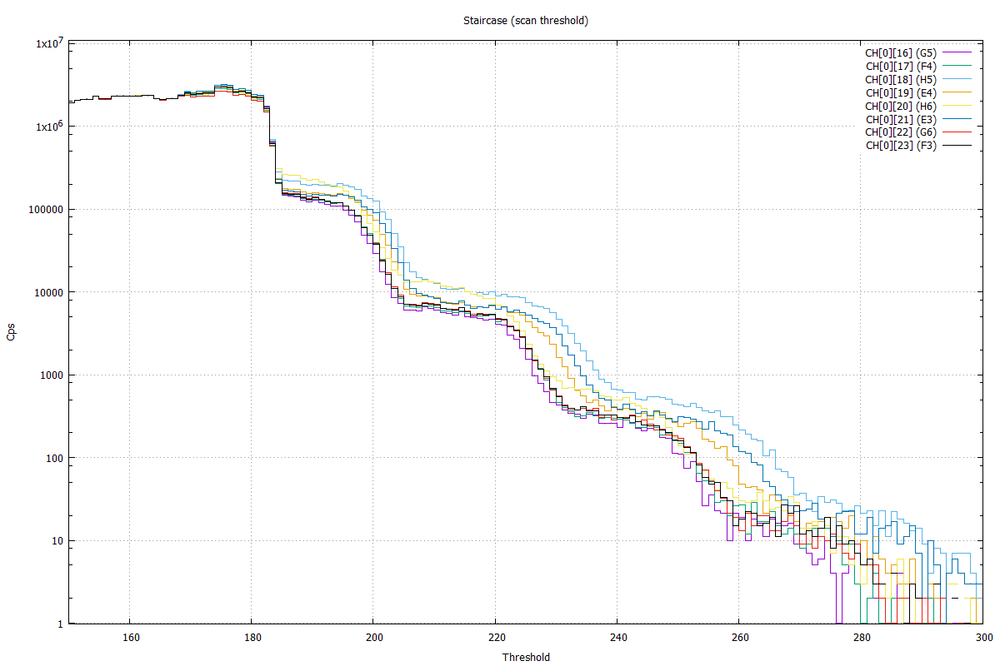 Staircase (scan threshold)
1x10^7
1x10^6
100000
10000
1000
100
10
1
Cps
CH[0][16] (G5)
CH[0][17] (F4)
CH[0][18] (H5)
CH[0][19] (E4)
CH[0][20] (H6)
CH[0][21] (E3)
CH[0][22] (G6)
CH[0][23] (F3)
160 180 200 220 240 260 280 300
Threshold